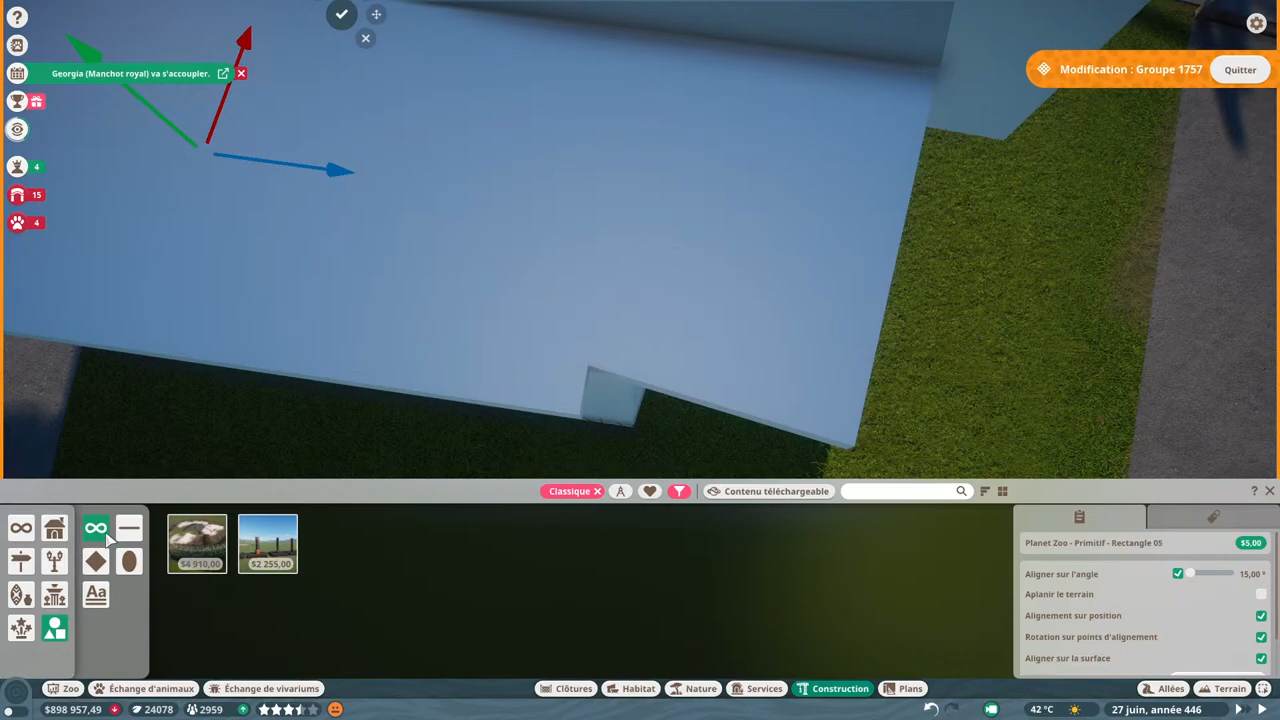 ?
Georgia (Manchot royal) va s'accoupler.
Modification : Groupe 1757
Quitter
4
15
4
Classique
Contenu téléchargeable
?
$4 910,00
$2 255,00
Aa
Planet Zoo - Primitif - Rectangle 05
$5,00
Aligner sur l'angle
15,00 °
Aplanir le terrain
Alignement sur position
Rotation sur points d'alignement
Aligner sur la surface
Zoo
Échange d'animaux
Échange de vivariums
Clôtures
Habitat
Nature
Services
Construction
Plans
Allées
Terrain
$898 957,49
24078
2959
42 °C
27 juin, année 446